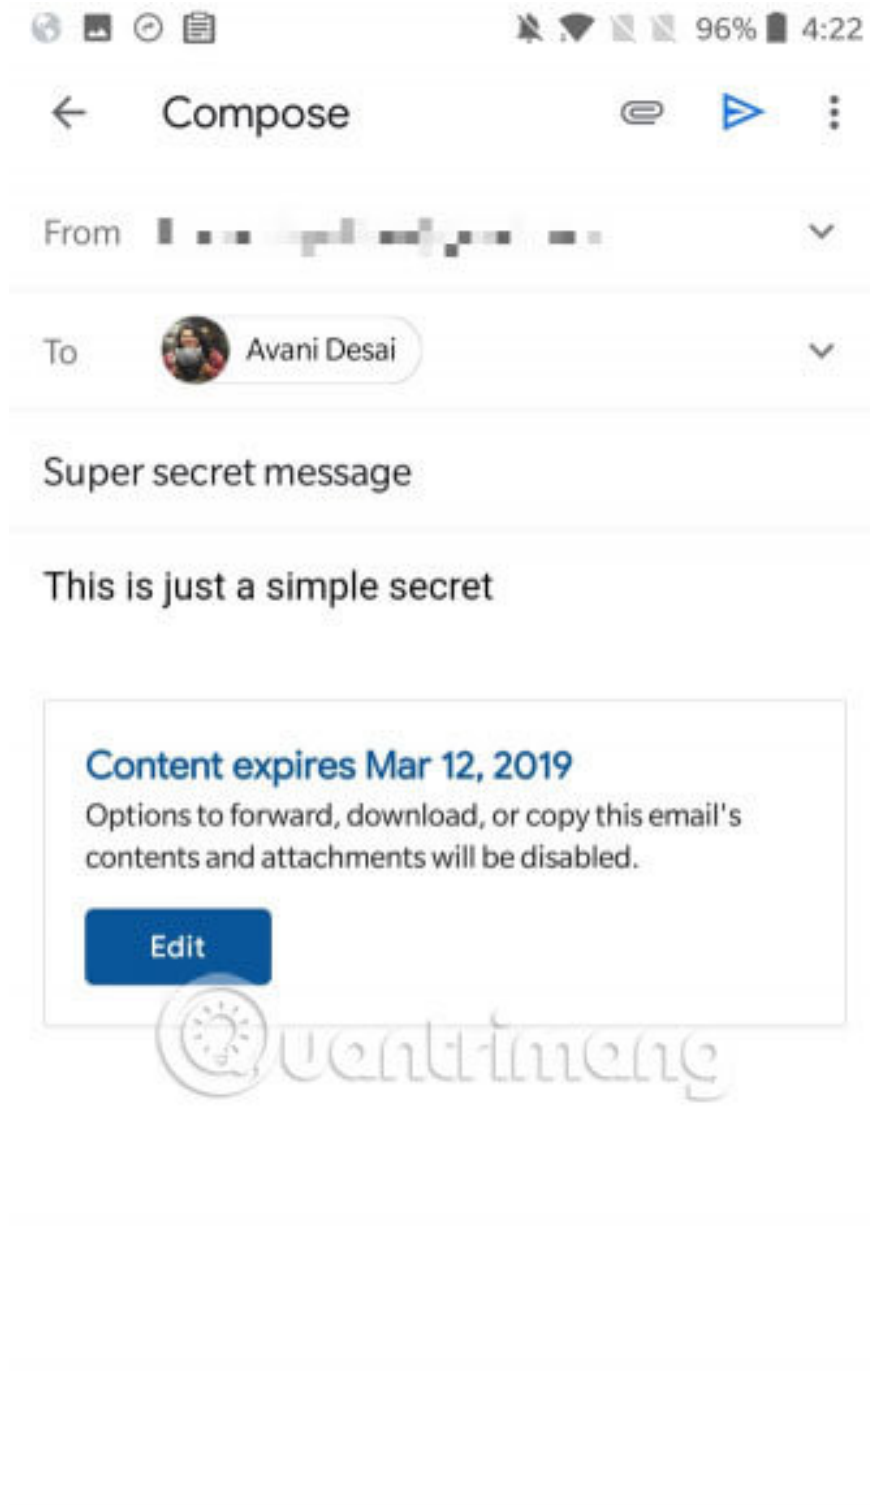 96% 4:22
Compose
From
To Avani Desai
Super secret message
This is just a simple secret
Content expires Mar 12, 2019
Options to forward, download, or copy this email's
contents and attachments will be disabled.
Edit
Quantrimang